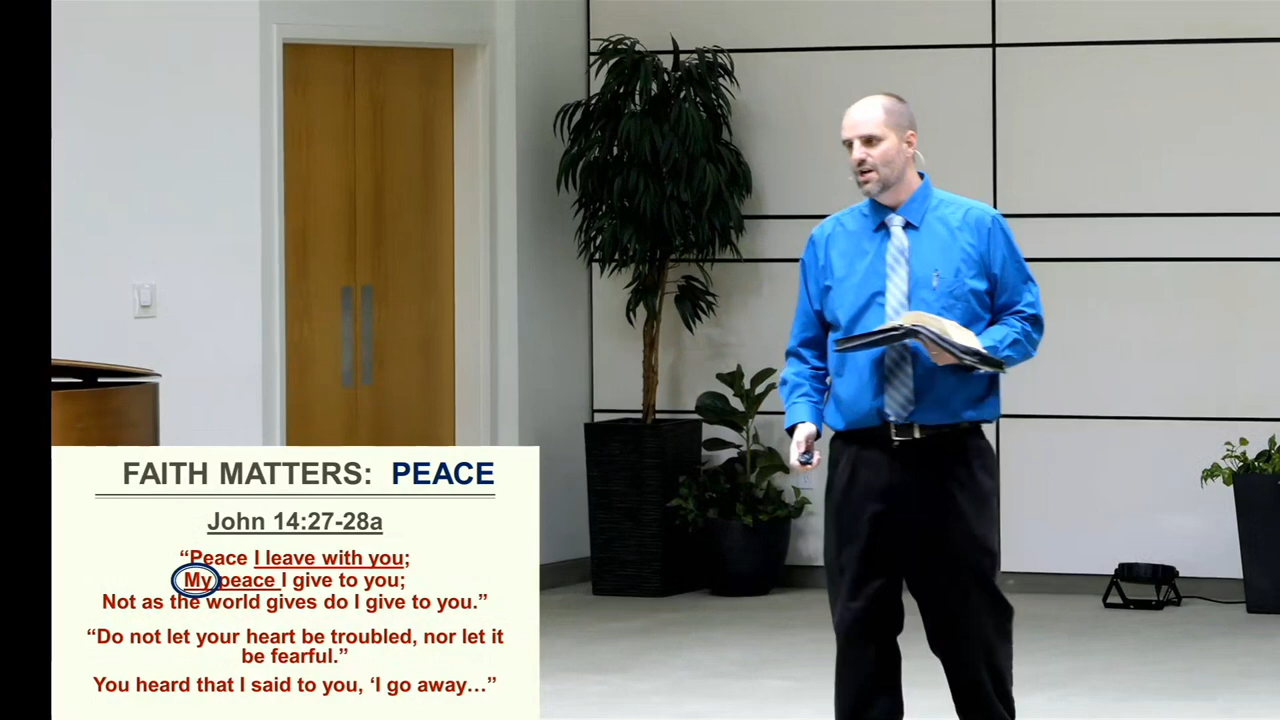 FAITH MATTERS: PEACE
John 14:27-28a
“Peace I leave with you;
My peace I give to you;
Not as the world gives do I give to you.”
“Do not let your heart be troubled, nor let it
be fearful.”
You heard that I said to you, ‘I go away…”